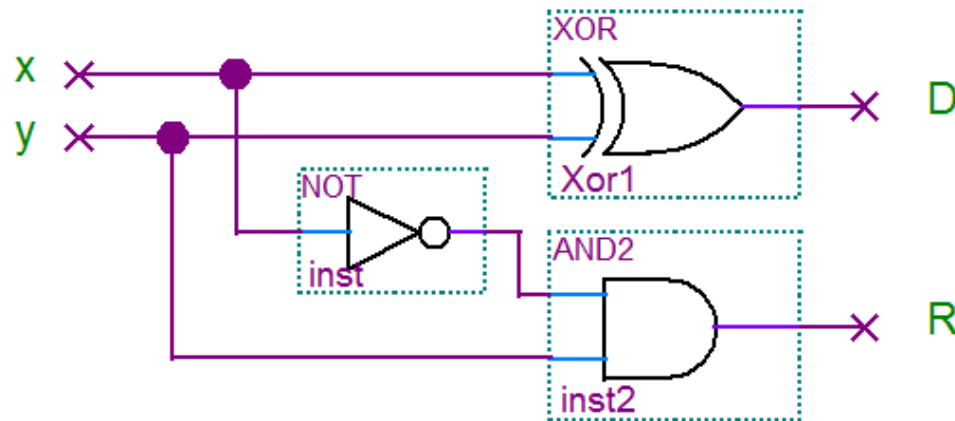 XOR
x
D
y
Xor1
NOT
AND2
inst
R
inst2